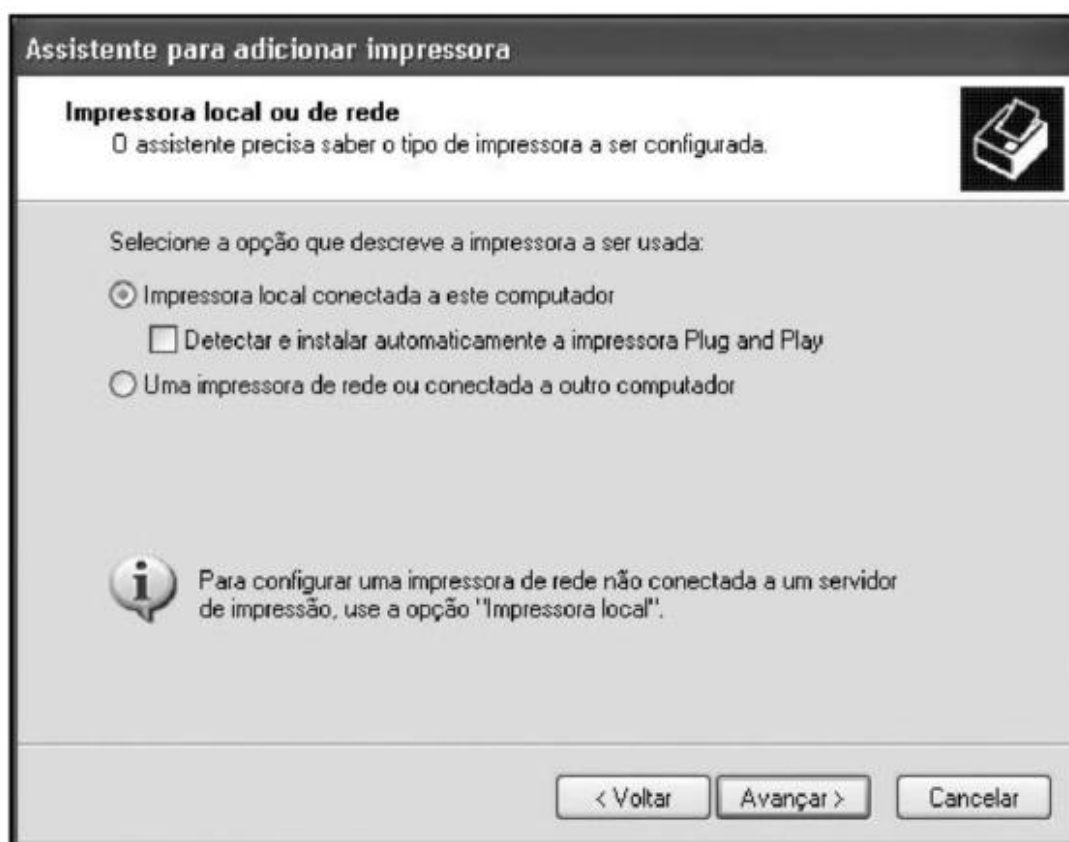 Assistente para adicionar impressora
Impressora local ou de rede
O assistente precisa saber o tipo de impressora a ser configurada.
Selecione a opção que descreve a impressora a ser usada:
Impressora local conectada a este computador
Detectar e instalar automaticamente a impressora Plug and Play
Uma impressora de rede ou conectada a outro computador
Para configurar uma impressora de rede não conectada a um servidor
de impressão, use a opção "Impressora local".
< Voltar
Avançar >
Cancelar